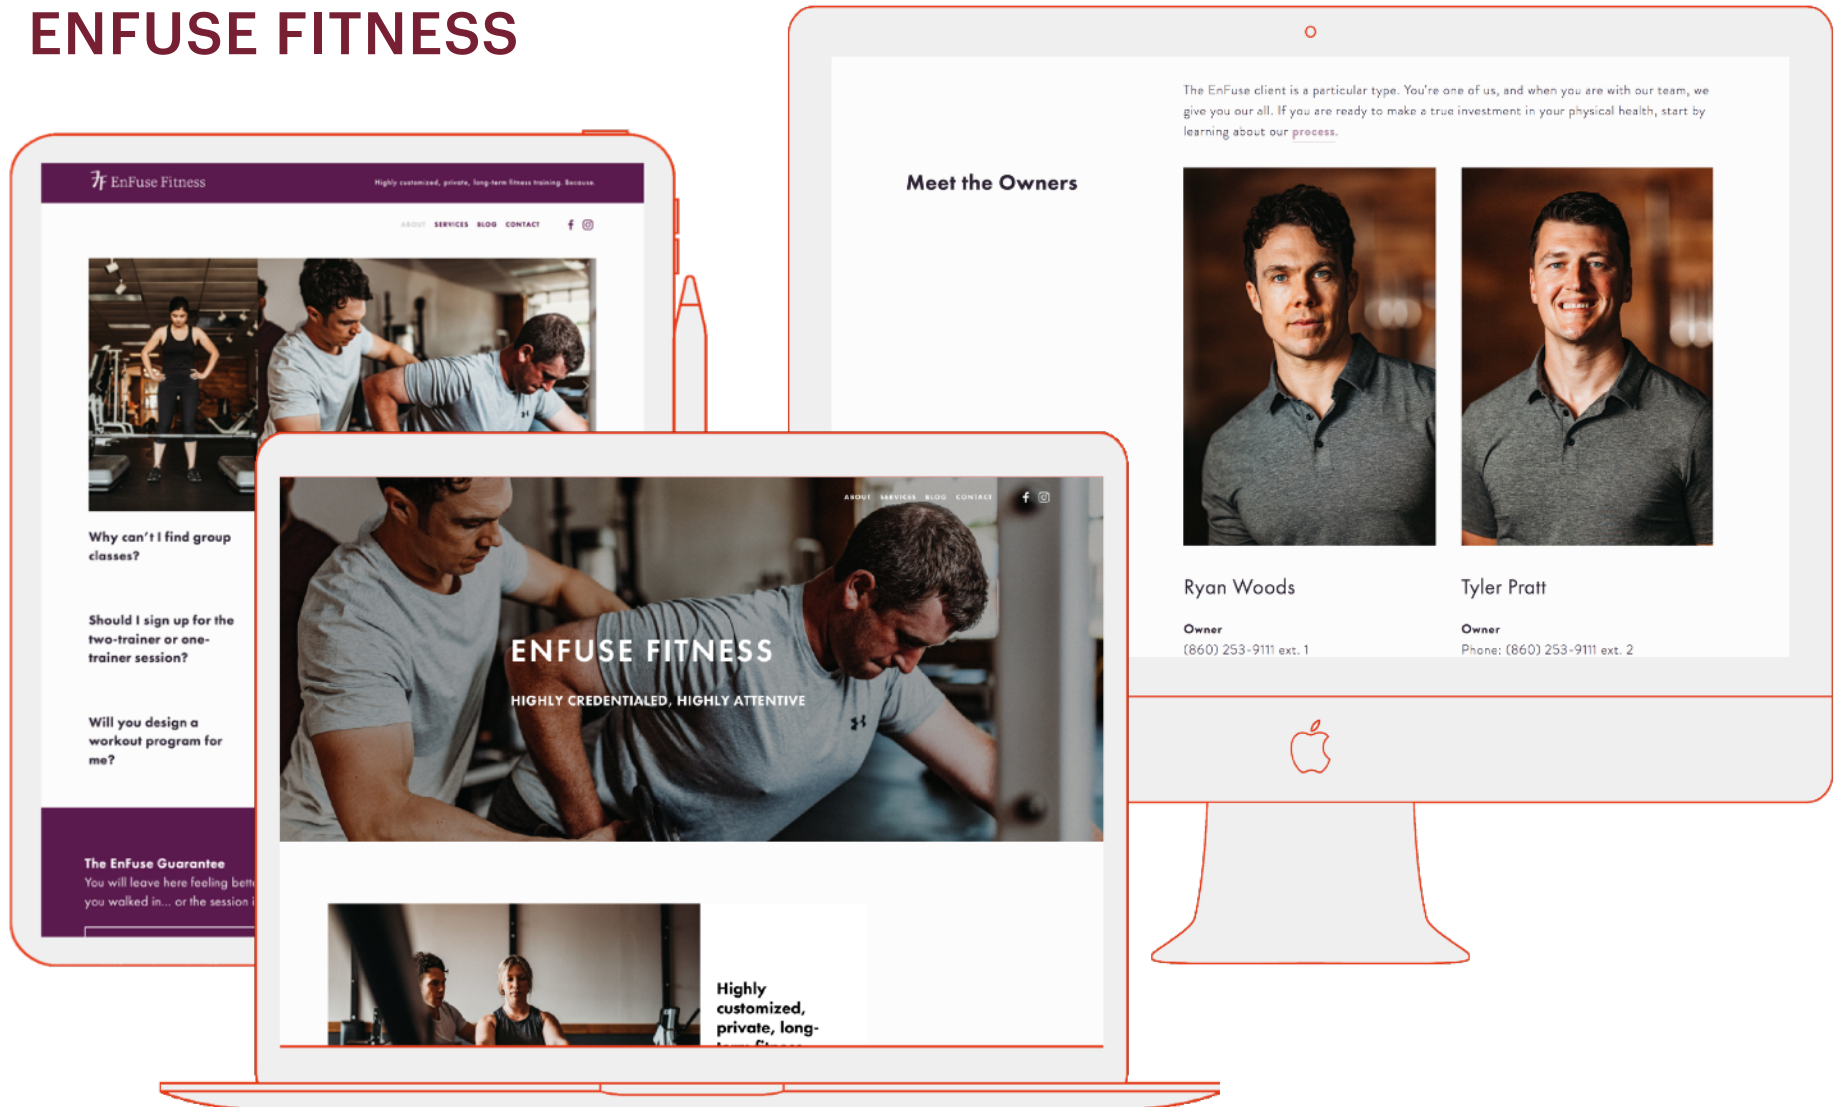 ENFUSE FITNESS
EnFuse Fitness
Highly customized, private, long-term fitness training. Because.
ABOUT SERVICES BLOG CONTACT
Why can't I find group
classes?
Should I sign up for the
two-trainer or one-
trainer session?
Will you design a
workout program for
me?
The EnFuse Guarantee
You will leave here feeling
you walked in... or the session
ABOUT SERVICES BLOG CONTACT
ENFUSE FITNESS
HIGHLY CREDENTIALED, HIGHLY ATTENTIVE
Highly
customized,
private, long-
term fitness
The EnFuse client is a particular type. You're one of us, and when you are with our team, we
give you our all. If you are ready to make a true investment in your physical health, start by
learning about our process.
Meet the Owners
Ryan Woods
Owner
(860) 253-9111 ext. 1
Tyler Pratt
Owner
Phone: (860) 253-9111 ext. 2